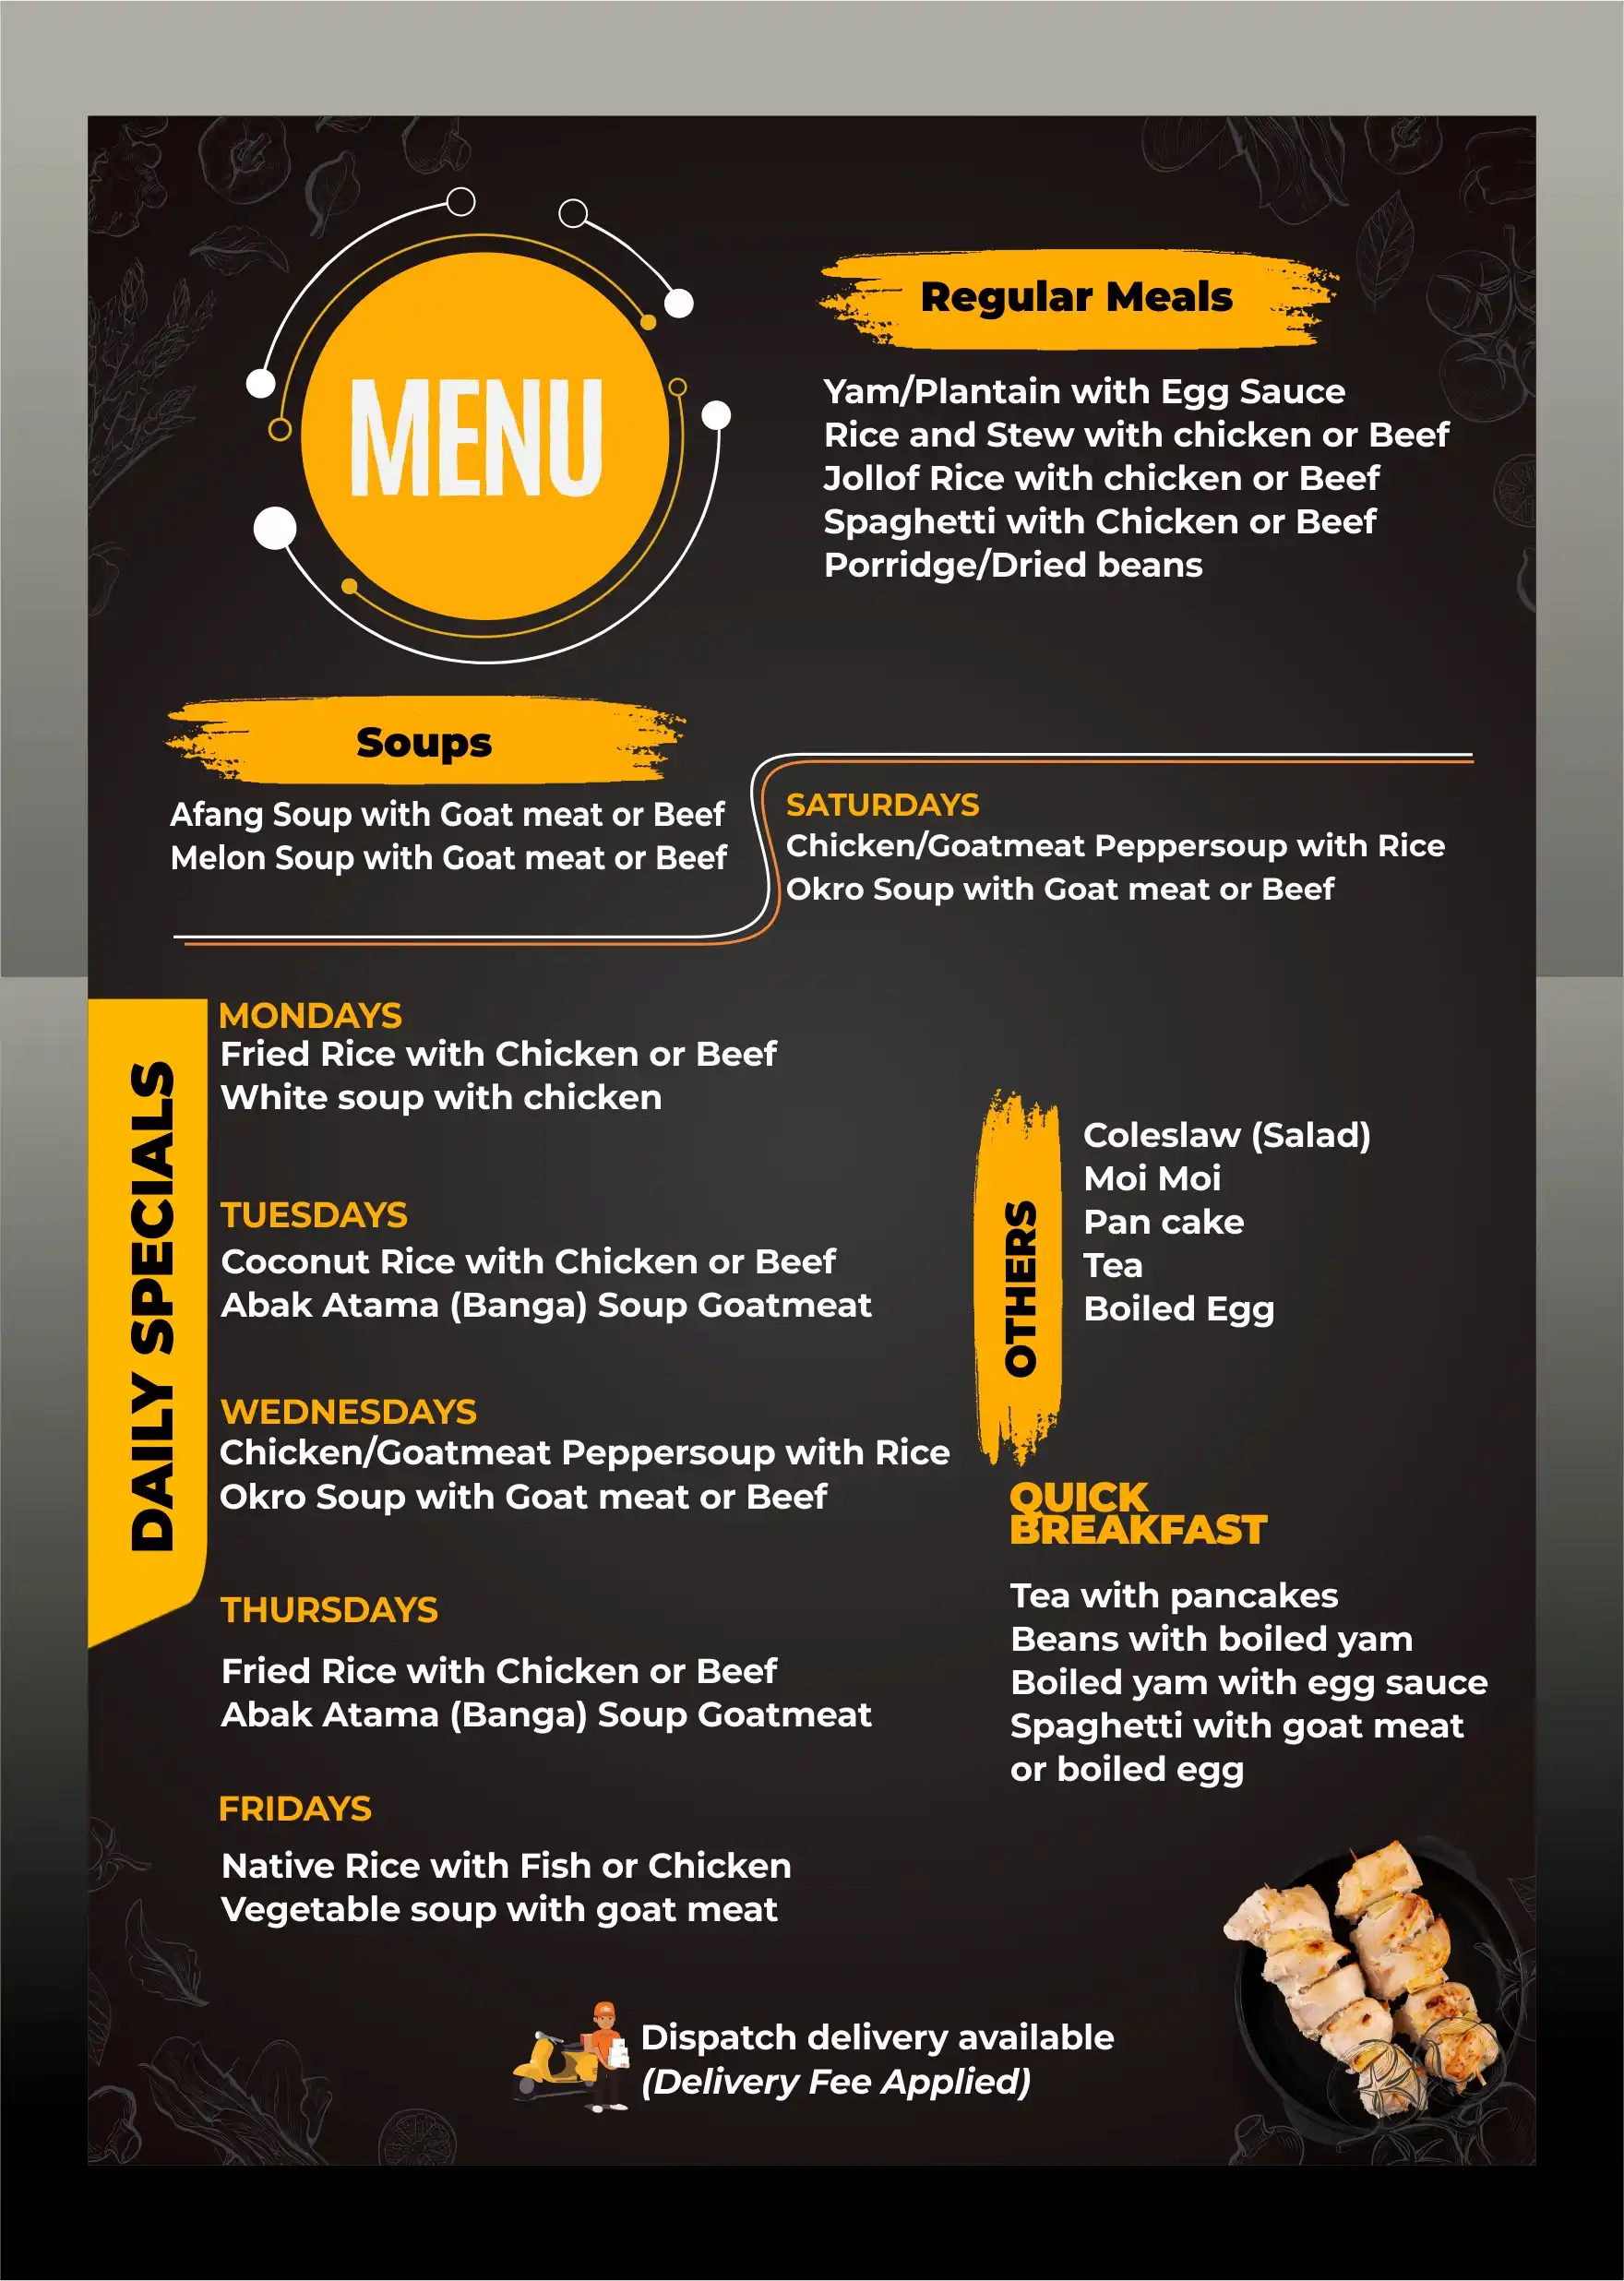 MENU
Regular Meals
Yam/Plantain with Egg Sauce
Rice and Stew with chicken or Beef
Jollof Rice with chicken or Beef
Spaghetti with Chicken or Beef
Porridge/Dried beans
Soups
Afang Soup with Goat meat or Beef
Melon Soup with Goat meat or Beef
SATURDAYS
Chicken/Goatmeat Peppersoup with Rice
Okro Soup with Goat meat or Beef
DAILY SPECIALS
MONDAYS
Fried Rice with Chicken or Beef
White soup with chicken
TUESDAYS
Coconut Rice with Chicken or Beef
Abak Atama (Banga) Soup Goatmeat
WEDNESDAYS
Chicken/Goatmeat Peppersoup with Rice
Okro Soup with Goat meat or Beef
THURSDAYS
Fried Rice with Chicken or Beef
Abak Atama (Banga) Soup Goatmeat
FRIDAYS
Native Rice with Fish or Chicken
Vegetable soup with goat meat
OTHERS
Coleslaw (Salad)
Moi Moi
Pan cake
Tea
Boiled Egg
QUICK
BREAKFAST
Tea with pancakes
Beans with boiled yam
Boiled yam with egg sauce
Spaghetti with goat meat
or boiled egg
Dispatch delivery available
(Delivery Fee Applied)